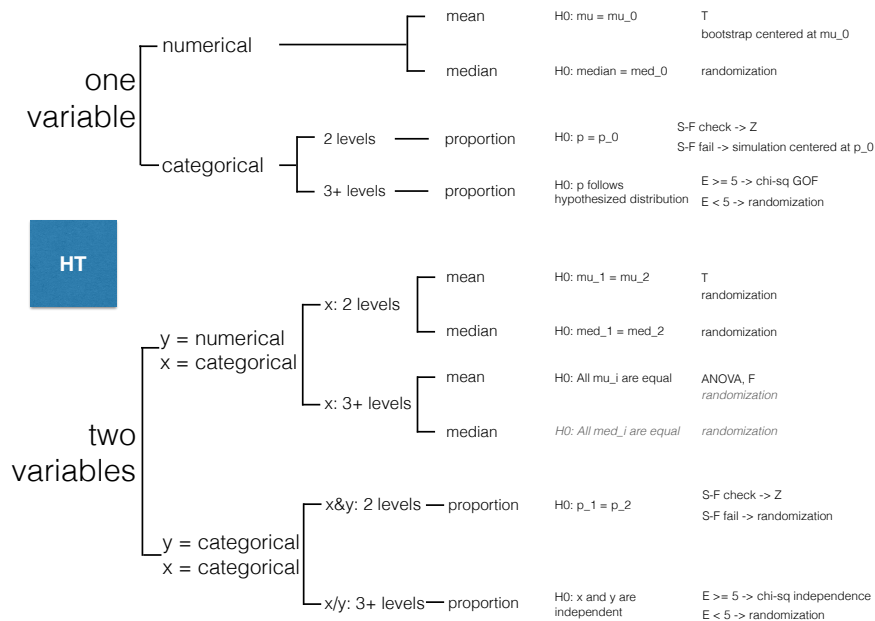 one
variable
numerical
mean
H0: mu = mu_0
T
bootstrap centered at mu_0
median
H0: median = med_0
randomization
categorical
2 levels
proportion
H0: p = p_0
S-F check -> Z
S-F fail -> simulation centered at p_0
3+ levels
proportion
H0: p follows
hypothesized distribution
E >= 5 -> chi-sq GOF
E < 5 -> randomization
HT
two
variables
y = numerical
x = categorical
x: 2 levels
mean
H0: mu_1 = mu_2
T
randomization
median
H0: med_1 = med_2
randomization
x: 3+ levels
mean
H0: All mu_i are equal
ANOVA, F
randomization
median
H0: All med_i are equal
randomization
y = categorical
x = categorical
x&y: 2 levels
proportion
H0: p_1 = p_2
S-F check -> Z
S-F fail -> randomization
x/y: 3+ levels
proportion
H0: x and y are
independent
E >= 5 -> chi-sq independence
E < 5 -> randomization